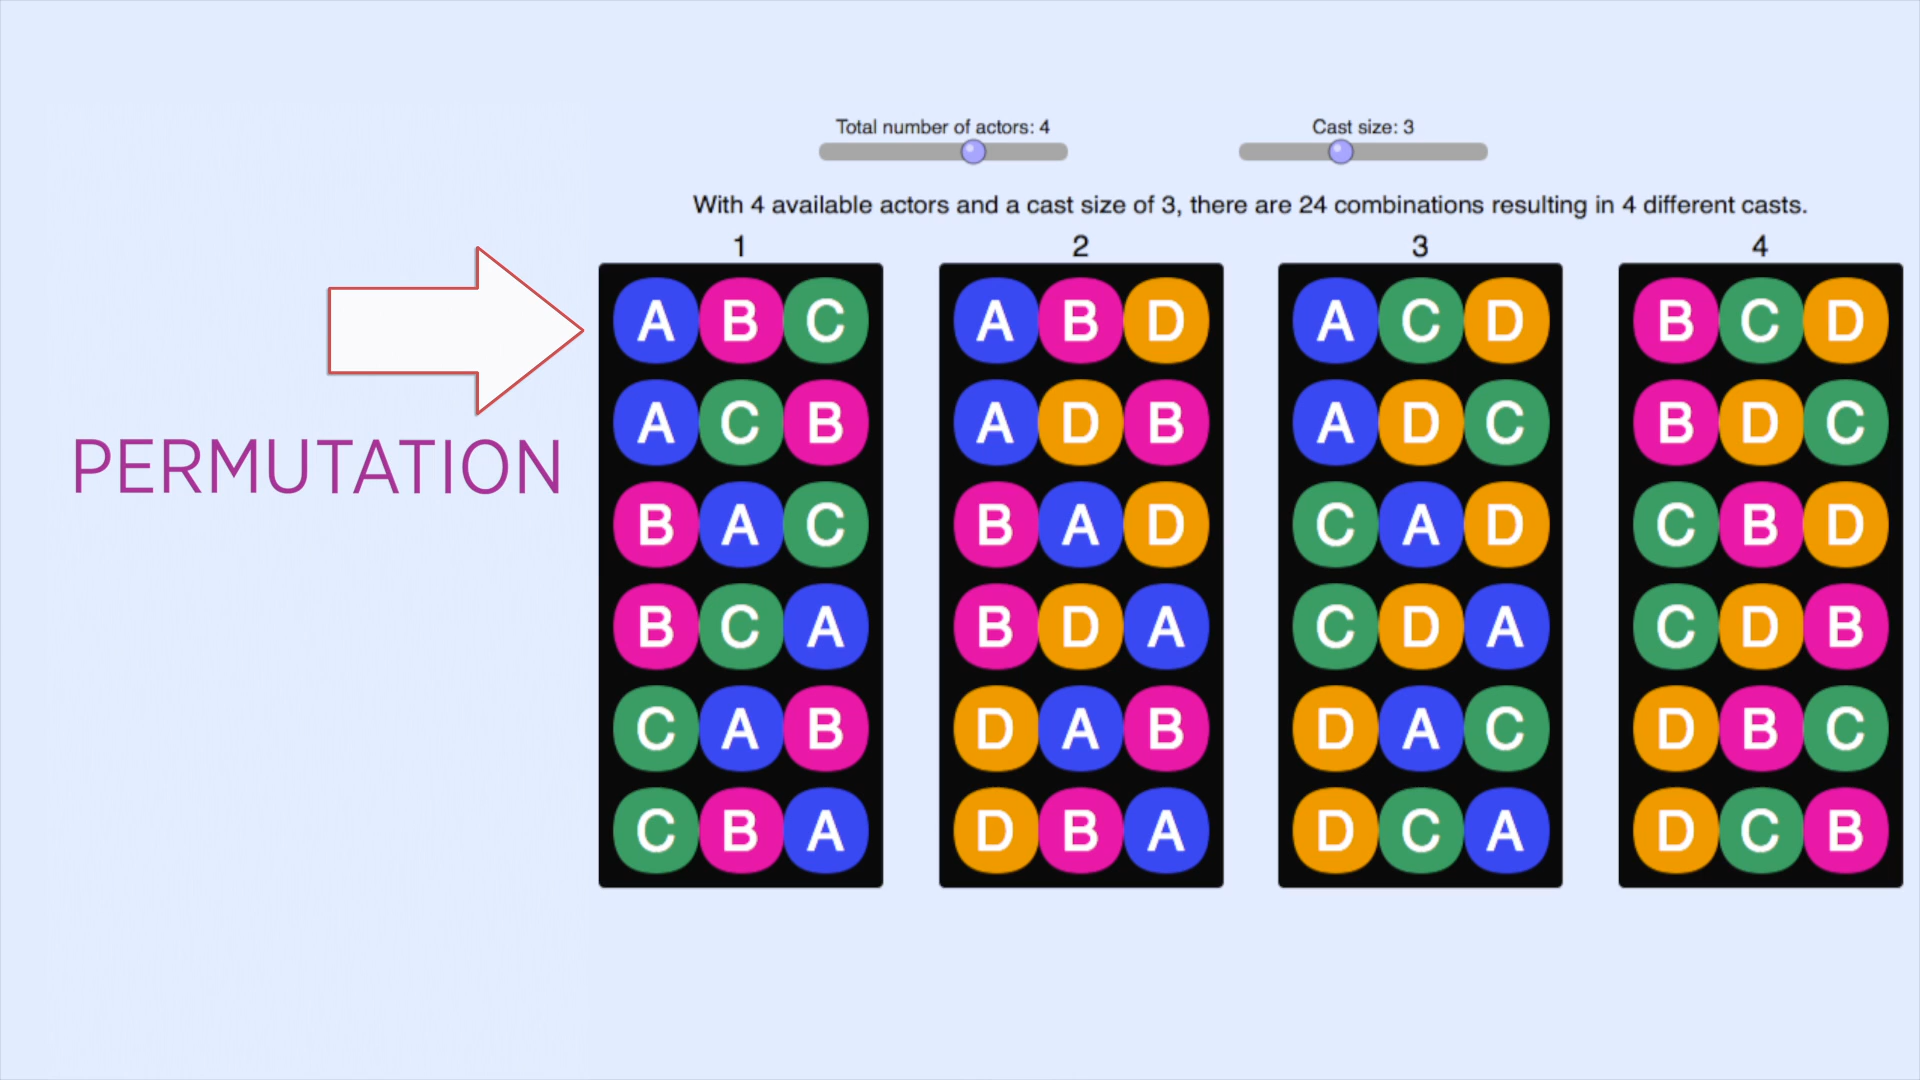 Total number of actors: 4 Cast size: 3
With 4 available actors and a cast size of 3, there are 24 combinations resulting in 4 different casts.
1 2 3 4
A B C A B D A C D B C D
A C B A D B A D C B D C
PERMUTATION
B A C B A D C A D C B D
B C A B D A C D A C D B
C A B D A B D A C D B C
C B A D B A D C A D C B